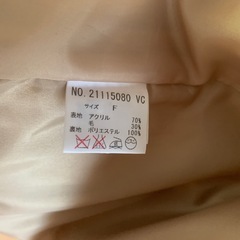 NO. 21115080 VC
サイズ F
表地 アクリル 70%
毛 30%
裏地 ポリエステル 100%